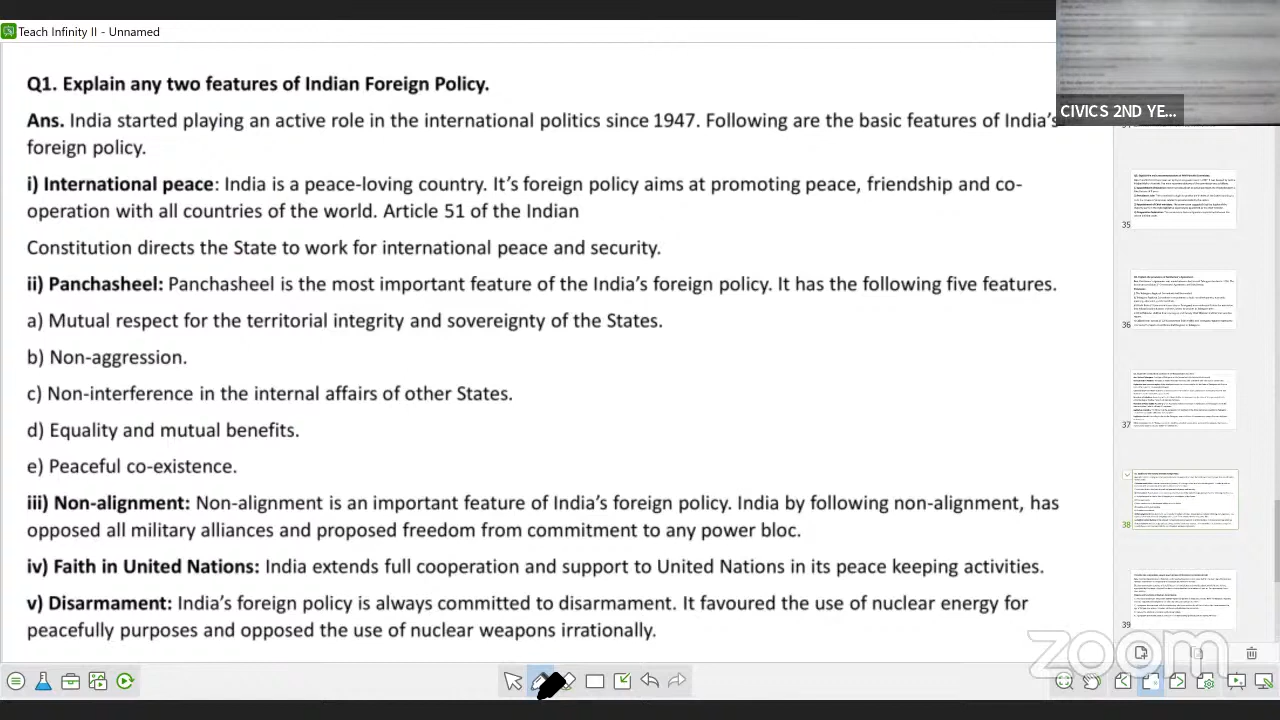 Teach Infinity II - Unnamed
CIVICS 2ND YE...
Q1. Explain any two features of Indian Foreign Policy.
Ans. India started playing an active role in the international politics since 1947. Following are the basic features of India's
foreign policy.
i) International peace: India is a peace-loving country. It's foreign policy aims at promoting peace, friendship and co-
operation with all countries of the world. Article 51 of the Indian
Constitution directs the State to work for international peace and security.
ii) Panchasheel: Panchasheel is the most important feature of the India's foreign policy. It has the following five features.
a) Mutual respect for the territorial integrity and sovereignty of the States.
b) Non-aggression.
c) Non-interference in the internal affairs of other states.
d) Equality and mutual benefits.
e) Peaceful co-existence.
iii) Non-alignment: Non-alignment is an important feature of India's foreign policy. India by following non-alignment, has
opposed all military alliances and proposed freedom from commitment to any power bloc.
iv) Faith in United Nations: India extends full cooperation and support to United Nations in its peace keeping activities.
v) Disarmament: India's foreign policy is always advocated the disarmament. It favoured the use of nuclear energy for
peacefully purposes and opposed the use of nuclear weapons irrationally.
35
36
37
38
39
zoom